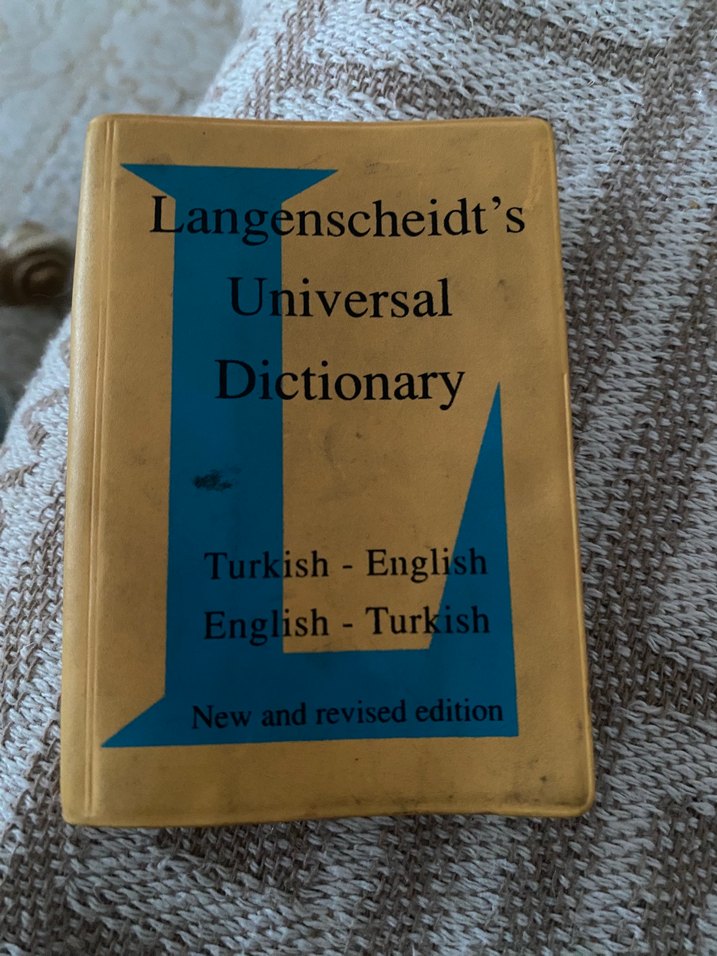 Langenscheidt's
Universal
Dictionary
Turkish - English
English - Turkish
New and revised edition